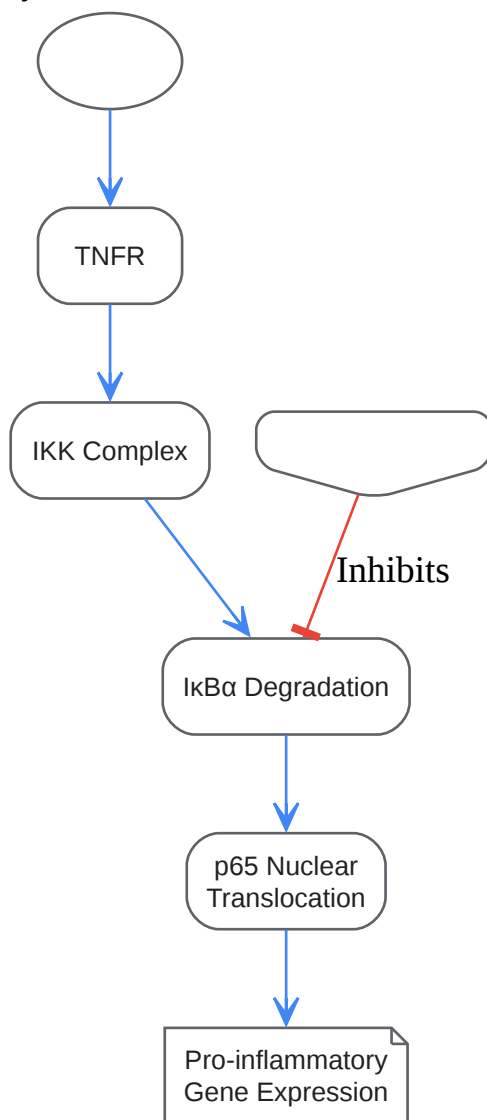 TNFR
IKK Complex
Inhibits
IκBα Degradation
p65 Nuclear
Translocation
Pro-inflammatory
Gene Expression